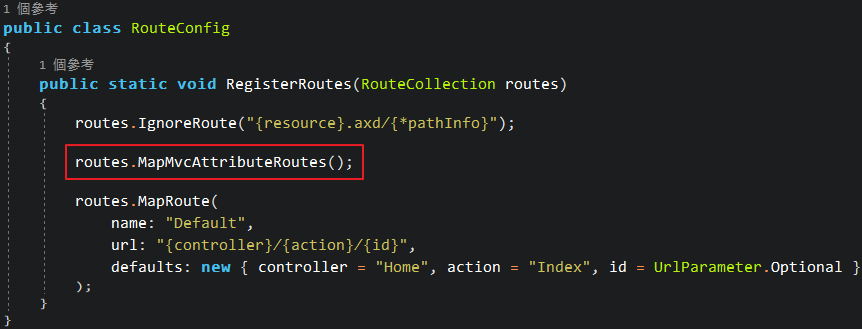 1 個參考
public class RouteConfig
{
1 個參考
public static void RegisterRoutes(RouteCollection routes)
{
routes.IgnoreRoute("{resource}.axd/{*pathInfo}");
routes.MapMvcAttributeRoutes();
routes.MapRoute(
name: "Default",
url: "{controller}/{action}/{id}",
defaults: new { controller = "Home", action = "Index", id = UrlParameter.Optional }
);
}
}